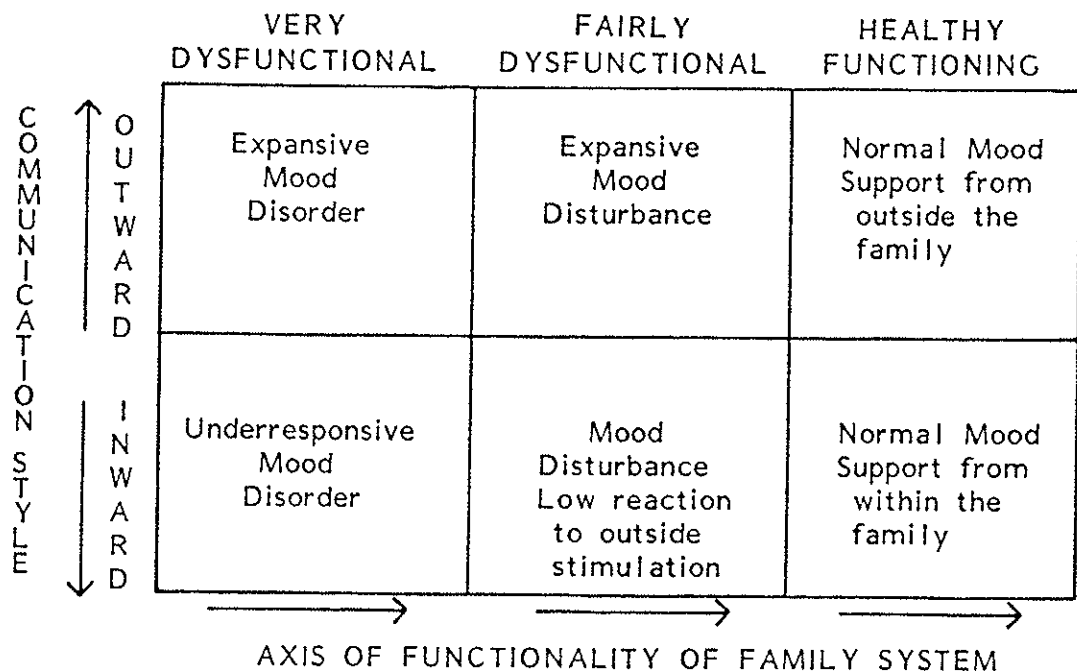 VERY
DYSFUNCTIONAL
FAIRLY
DYSFUNCTIONAL
HEALTHY
FUNCTIONING
COMMUNICATION STYLE
OUTWARD
Expansive
Mood
Disorder
Expansive
Mood
Disturbance
Normal Mood
Support from
outside the
family
INWARD
Underresponsive
Mood
Disorder
Mood
Disturbance
Low reaction
to outside
stimulation
Normal Mood
Support from
within the
family
AXIS OF FUNCTIONALITY OF FAMILY SYSTEM